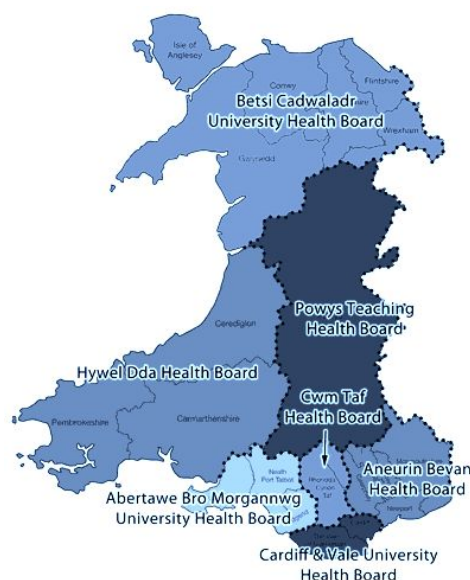 Isle of
Anglesey
Conwy
Flintshire
Betsi Cadwaladr
University Health Board
Wrexham
Gwynedd
Powys Teaching
Health Board
Ceredigion
Hywel Dda Health Board
Cwm Taf
Health Board
Pembrokeshire
Carmarthenshire
Neath
Port Talbot
Rhondda
Cynon
Taf
Aneurin Bevan
Health Board
Abertawe Bro Morgannwg
University Health Board
Newport
Cardiff & Vale University
Health Board